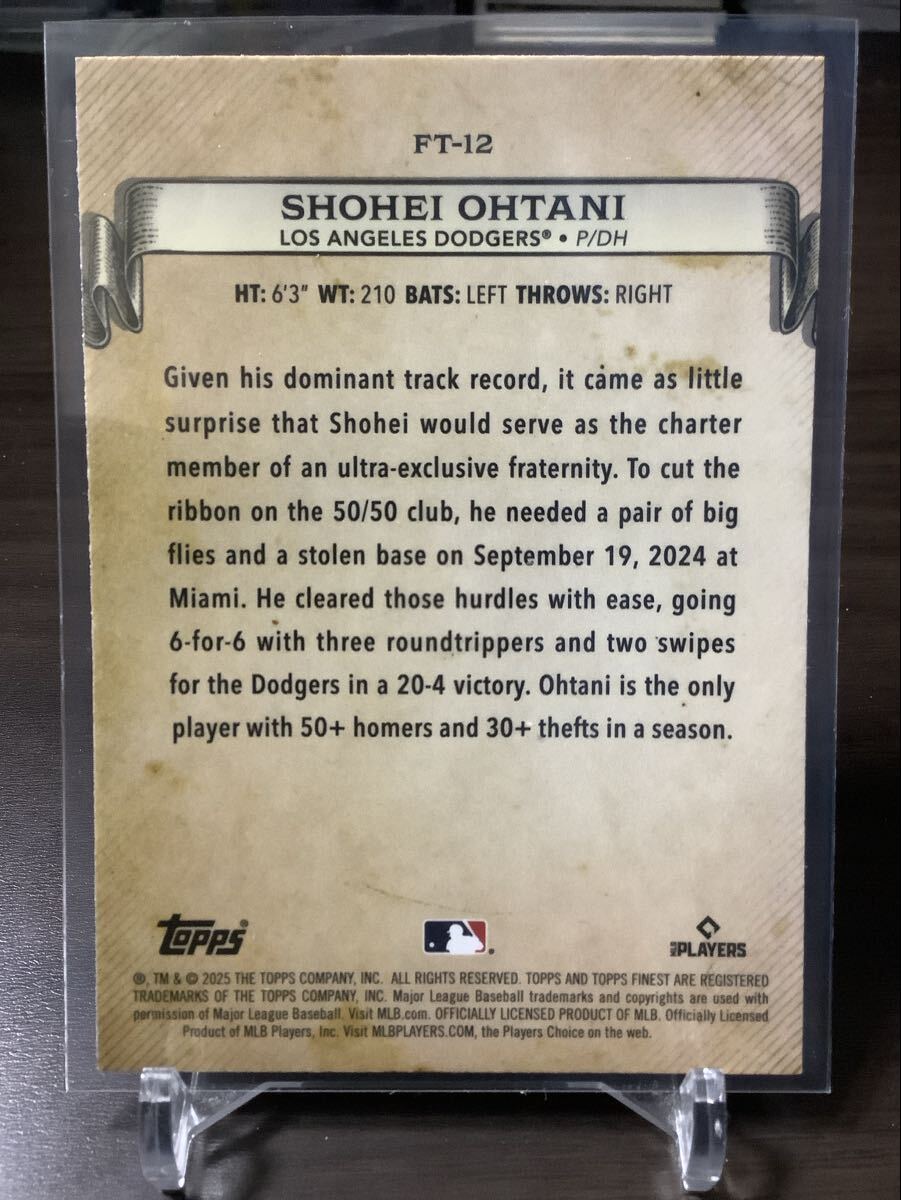 FT-12
SHOHEI OHTANI
LOS ANGELES DODGERS® • P/DH
HT: 6'3" WT: 210 BATS: LEFT THROWS: RIGHT
Given his dominant track record, it came as little
surprise that Shohei would serve as the charter
member of an ultra-exclusive fraternity. To cut the
ribbon on the 50/50 club, he needed a pair of big
flies and a stolen base on September 19, 2024 at
Miami. He cleared those hurdles with ease, going
6-for-6 with three roundtrippers and two swipes
for the Dodgers in a 20-4 victory. Ohtani is the only
player with 50+ homers and 30+ thefts in a season.
topps®
MLB PLAYERS
®, TM & © 2025 THE TOPPS COMPANY, INC. ALL RIGHTS RESERVED. TOPPS AND TOPPS FINEST ARE REGISTERED
TRADEMARKS OF THE TOPPS COMPANY, INC. Major League Baseball trademarks and copyrights are used with
permission of Major League Baseball. Visit MLB.com. OFFICIALLY LICENSED PRODUCT OF MLB. Officially Licensed
Product of MLB Players, Inc. Visit MLBPLAYERS.COM, the Players Choice on the web.